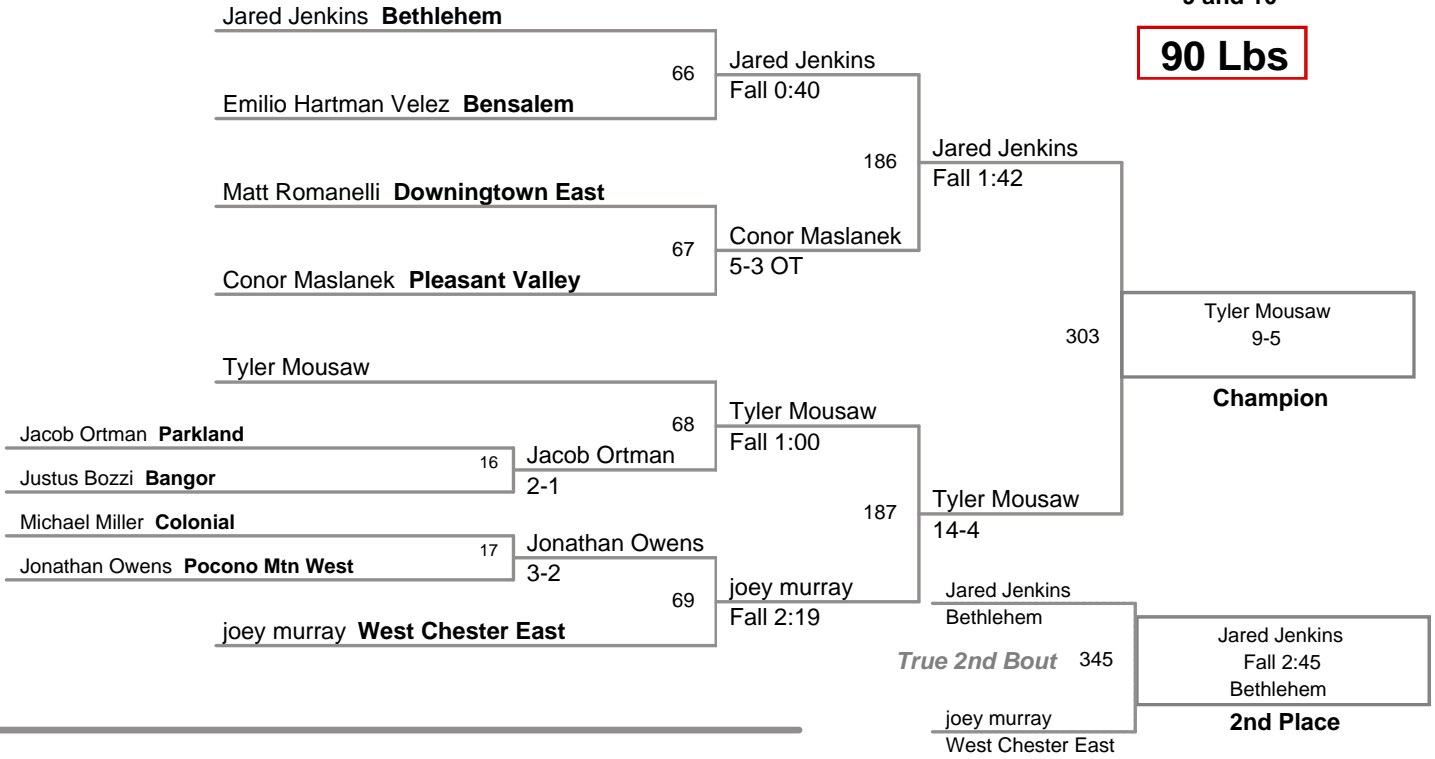 9 and 10
90 Lbs
Jared Jenkins Bethlehem
66
Emilio Hartman Velez Bensalem
Jared Jenkins
Fall 0:40
186
Matt Romanelli Downingtown East
67
Conor Maslanek Pleasant Valley
Conor Maslanek
5-3 OT
Jared Jenkins
Fall 1:42
303
Tyler Mousaw
9-5
Champion
Tyler Mousaw
68
Jacob Ortman Parkland
16
Justus Bozzi Bangor
Jacob Ortman
2-1
Tyler Mousaw
Fall 1:00
187
Michael Miller Colonial
17
Jonathan Owens Pocono Mtn West
Jonathan Owens
3-2
69
joey murray West Chester East
joey murray
Fall 2:19
Tyler Mousaw
14-4
Jared Jenkins
Bethlehem
True 2nd Bout 345
joey murray
West Chester East
Jared Jenkins
Fall 2:45
Bethlehem
2nd Place